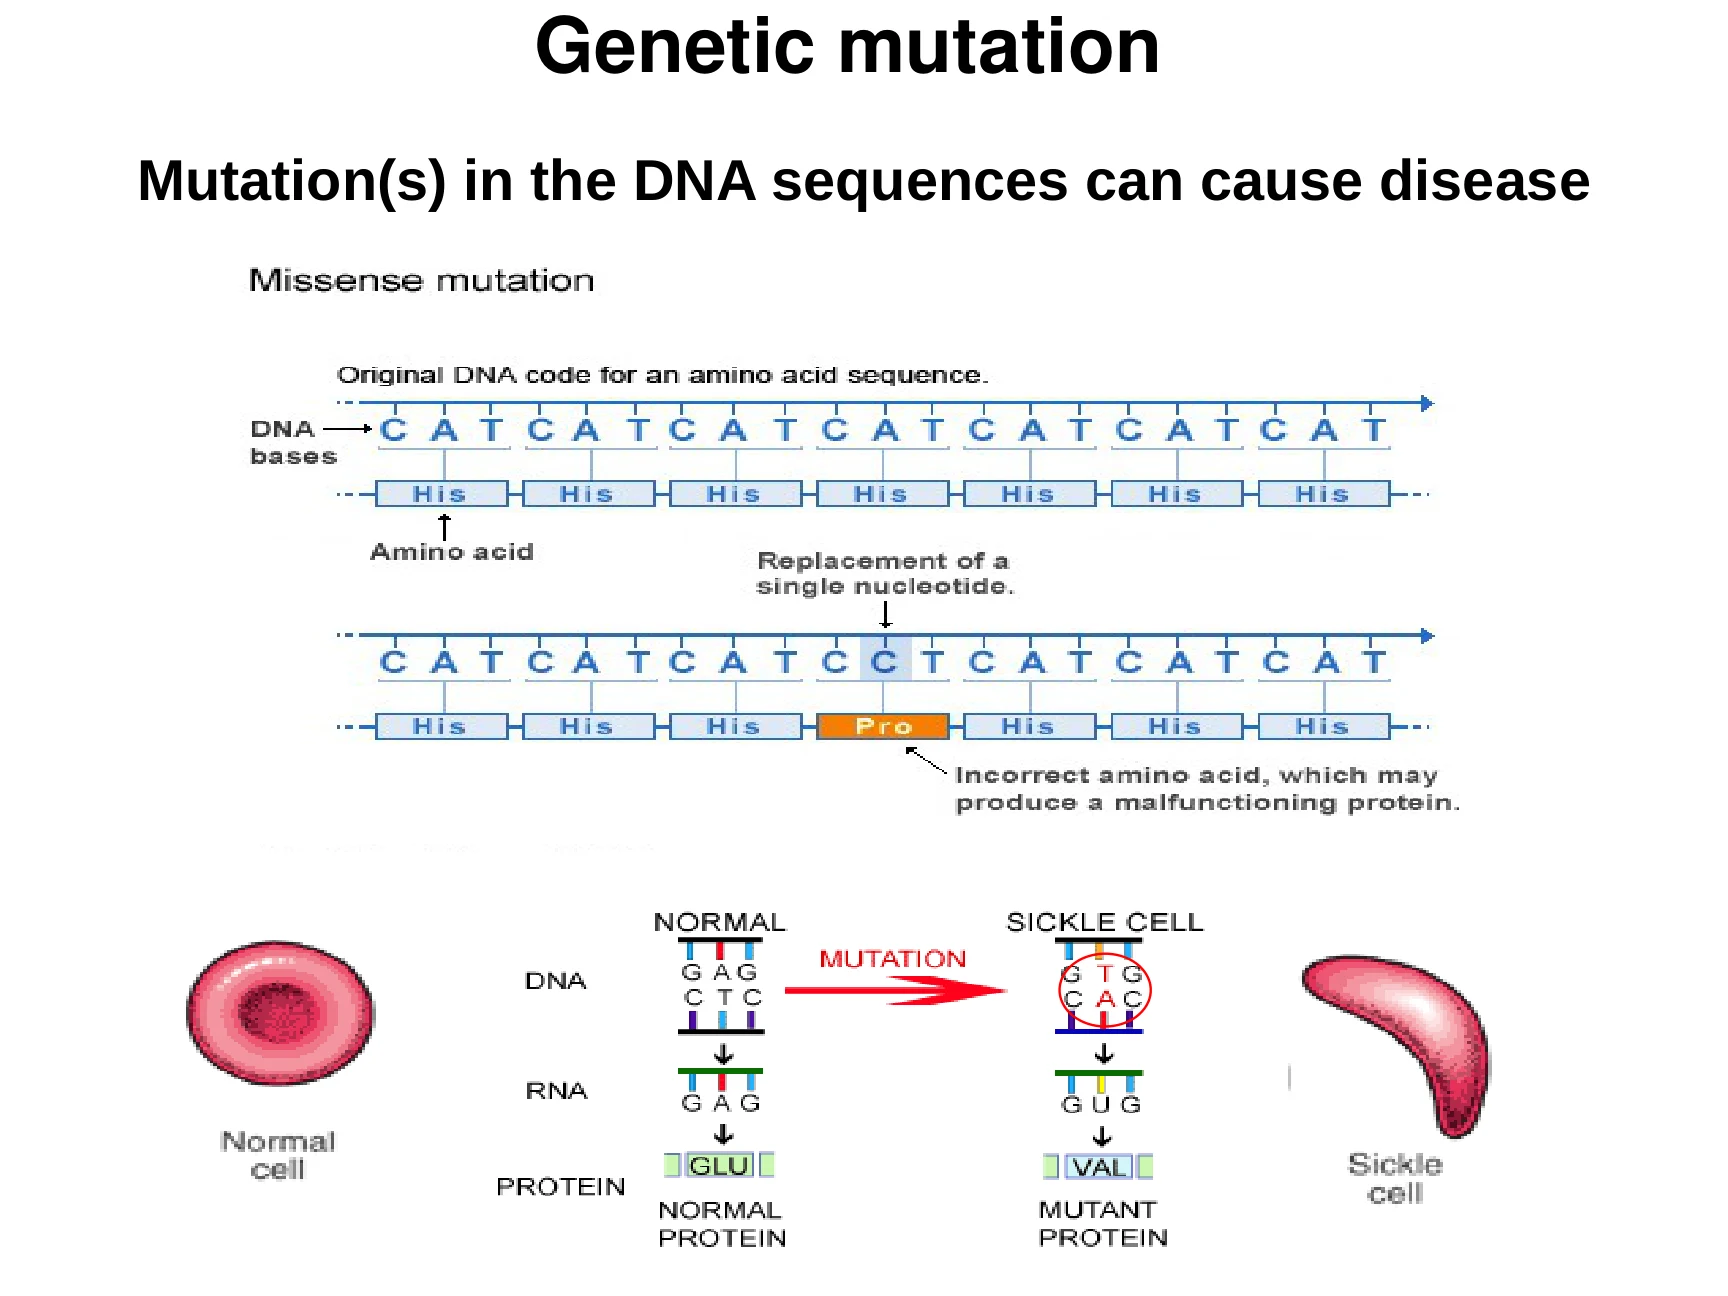 Genetic mutation
Mutation(s) in the DNA sequences can cause disease
Missense mutation
Original DNA code for an amino acid sequence.
DNA bases
C A T C A T C A T C A T C A T C A T C A T
His His His His His His His
Amino acid
Replacement of a
single nucleotide.
C A T C A T C A T C C T C A T C A T C A T
His His His Pro His His His
Incorrect amino acid, which may
produce a malfunctioning protein.
Normal
cell
DNA
RNA
PROTEIN
NORMAL
G A G
C T C
G A G
GLU
NORMAL
PROTEIN
MUTATION
SICKLE CELL
G T G
C A C
G U G
VAL
MUTANT
PROTEIN
Sickle
cell